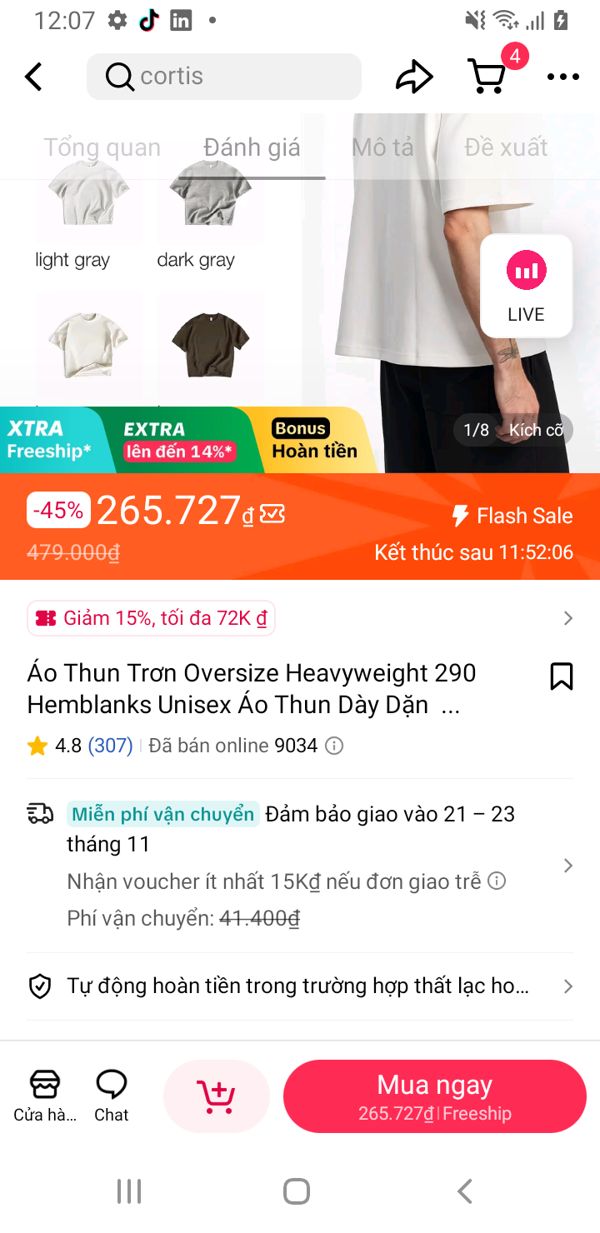 12:07
cortis
4
Tổng quan
Đánh giá
Mô tả
Đề xuất
light gray
dark gray
LIVE
XTRA
Freeship*
EXTRA
lên đến 14%*
Bonus
Hoàn tiền
1/8
Kích cỡ
-45%
265.727₫
Flash Sale
479.000₫
Kết thúc sau 11:52:06
Giảm 15%, tối đa 72K ₫
Áo Thun Trơn Oversize Heavyweight 290
Hemblanks Unisex Áo Thun Dày Dặn ...
4.8 (307) Đã bán online 9034
Miễn phí vận chuyển Đảm bảo giao vào 21 – 23
tháng 11
Nhận voucher ít nhất 15K₫ nếu đơn giao trễ
Phí vận chuyển: 41.400₫
Tự động hoàn tiền trong trường hợp thất lạc ho...
Cửa hà...
Chat
Mua ngay
265.727₫ | Freeship